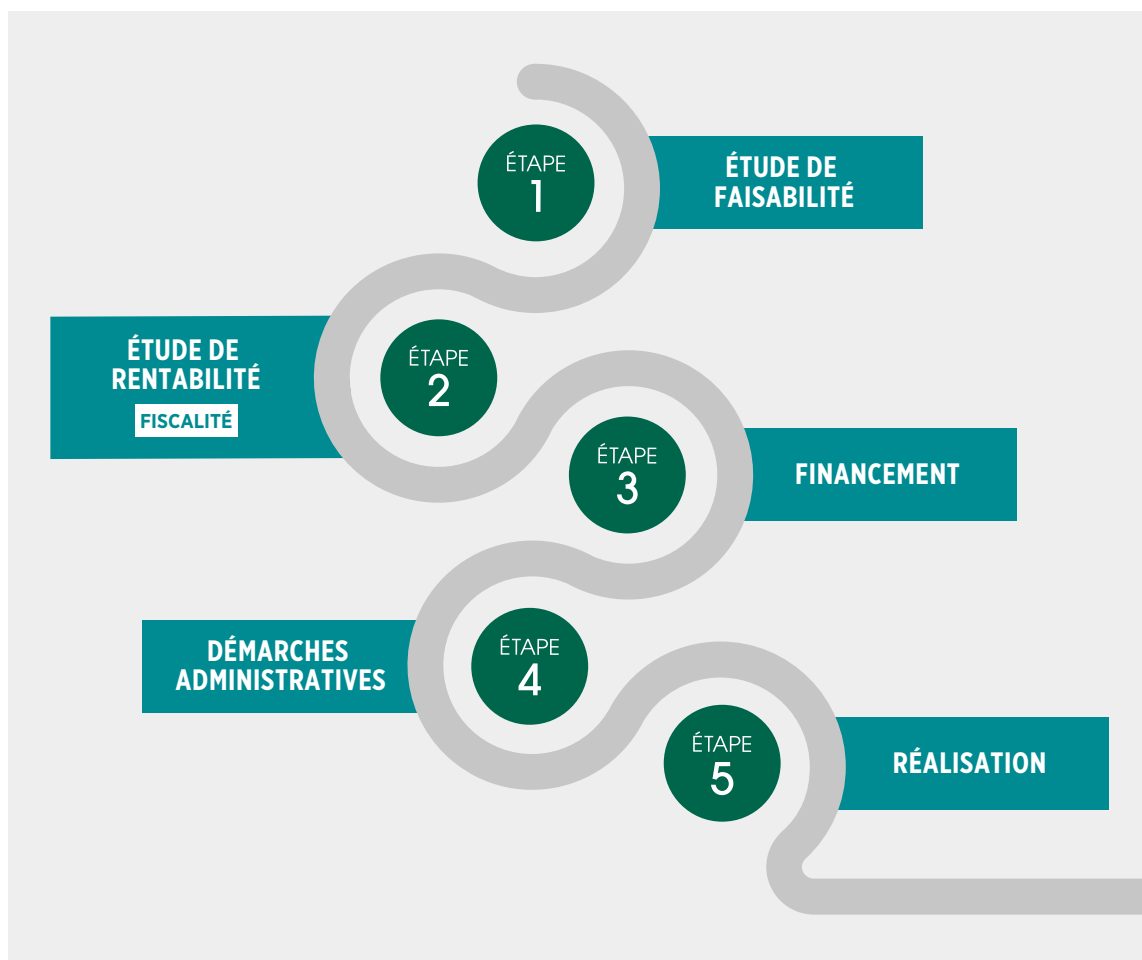 ÉTAPE
1
ÉTUDE DE
FAISABILITÉ
ÉTUDE DE
RENTABILITÉ
FISCALITÉ
ÉTAPE
2
ÉTAPE
3
FINANCEMENT
DÉMARCHES
ADMINISTRATIVES
ÉTAPE
4
ÉTAPE
5
RÉALISATION